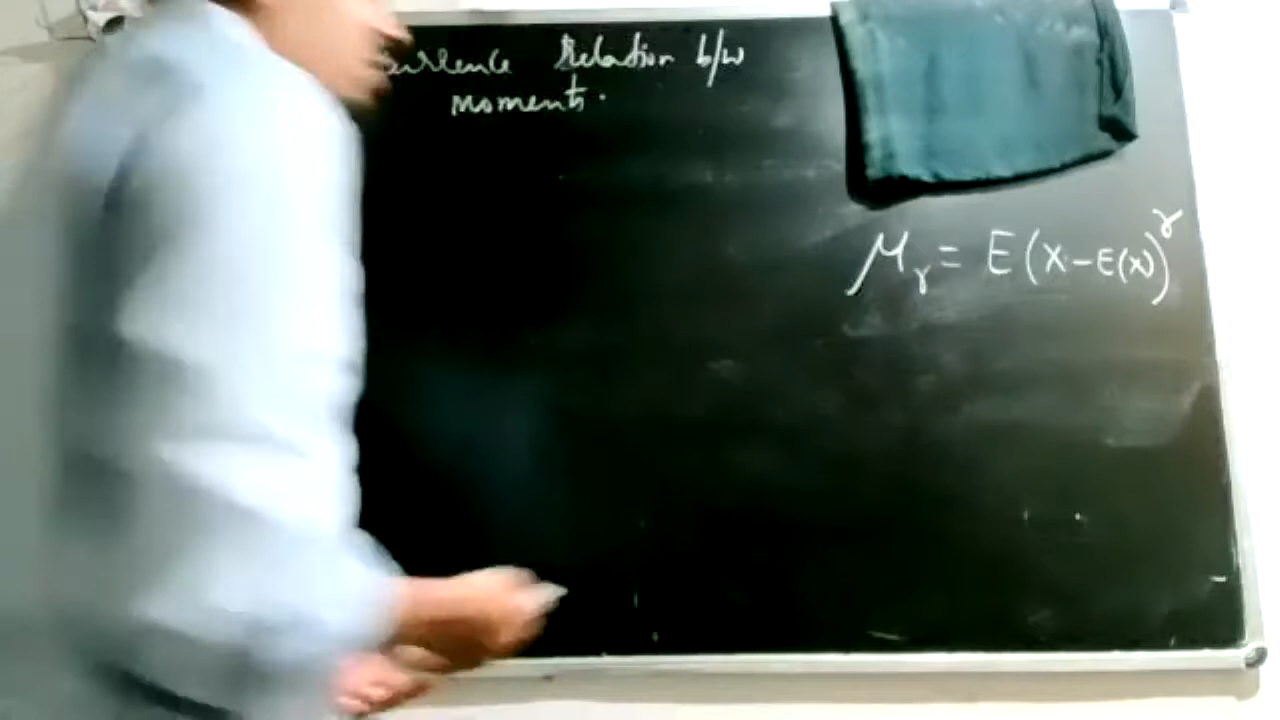 Relation b/w
moments.
μᵣ = E(x-E(x))ʳ